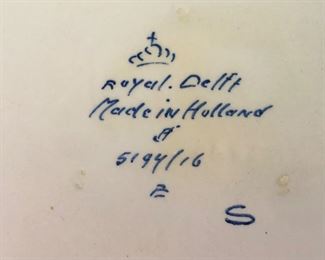 Royal. Delft
Made in Holland
5194/16
S